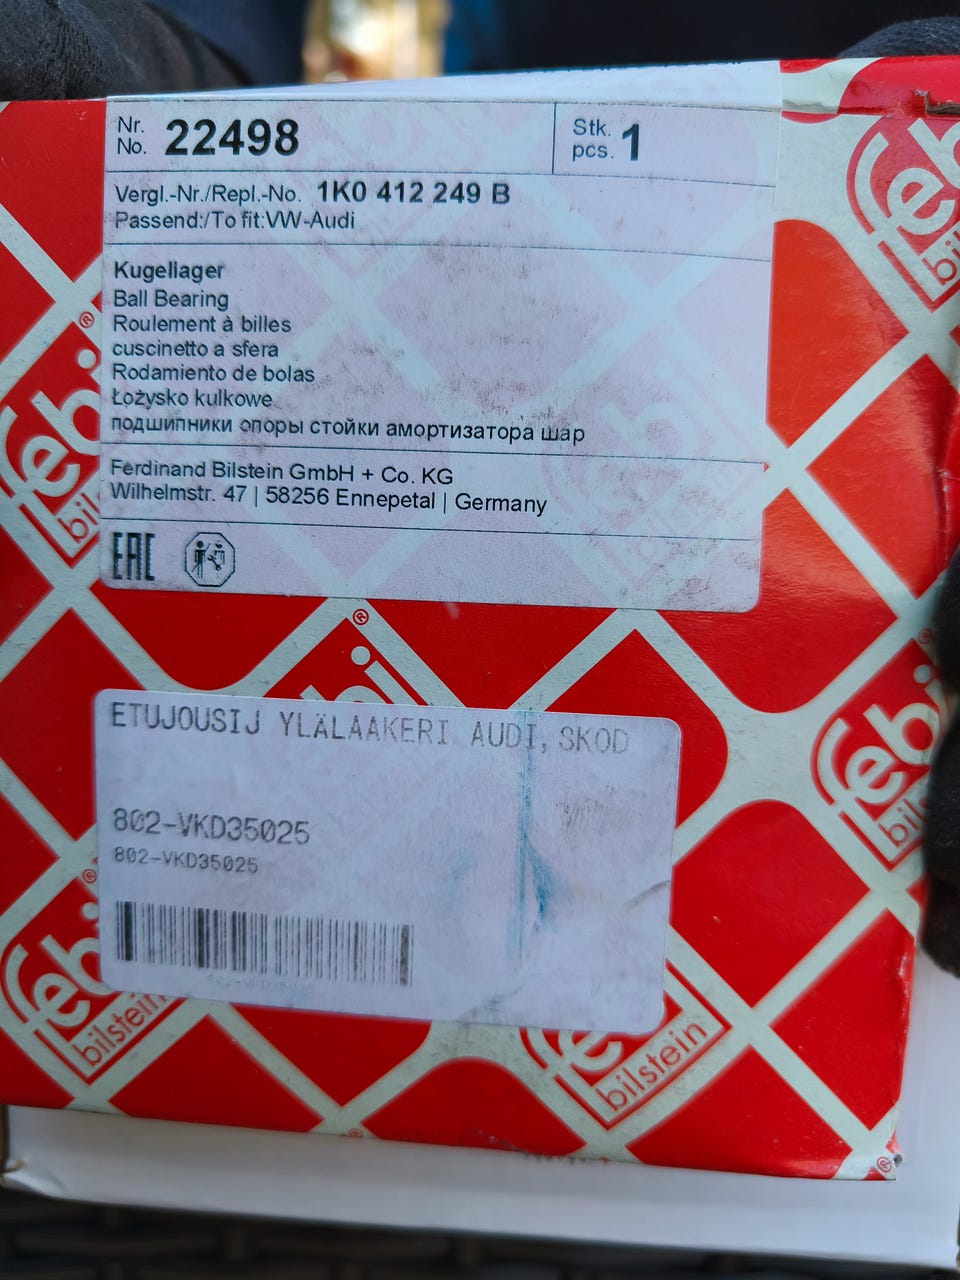 Nr.
No. 22498
Stk.
pcs. 1
Vergl.-Nr./Repl.-No. 1K0 412 249 B
Passend:/To fit:VW-Audi
Kugellager
Ball Bearing
Roulement à billes
cuscinetto a sfera
Rodamiento de bolas
Łożysko kulkowe
подшипники опоры стойки амортизатора шар
Ferdinand Bilstein GmbH + Co. KG
Wilhelmstr. 47 | 58256 Ennepetal | Germany
EAC
ETUJOUSIJ YLÄLAAKERI AUDI, SKOD
802-VKD35025
802-VKD35025
febi
bilstein
bilstein